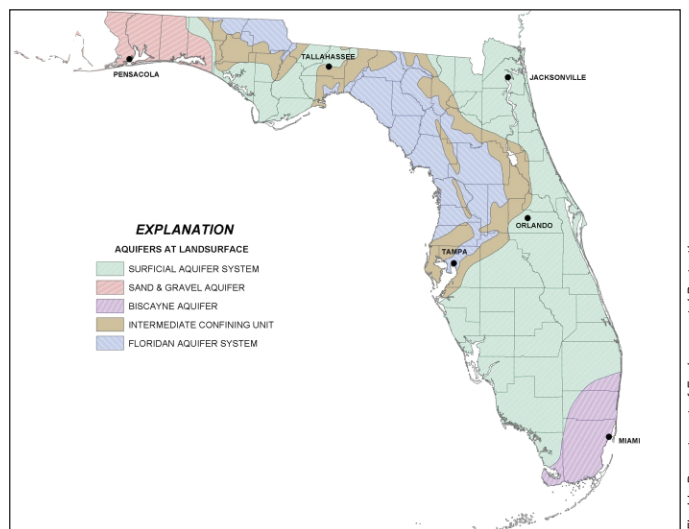 TALLAHASSEE
PENSACOLA
JACKSONVILLE
EXPLANATION
AQUIFERS AT LANDSURFACE
SURFICIAL AQUIFER SYSTEM
SAND & GRAVEL AQUIFER
BISCAYNE AQUIFER
INTERMEDIATE CONFINING UNIT
FLORIDAN AQUIFER SYSTEM
ORLANDO
TAMPA
MIAMI